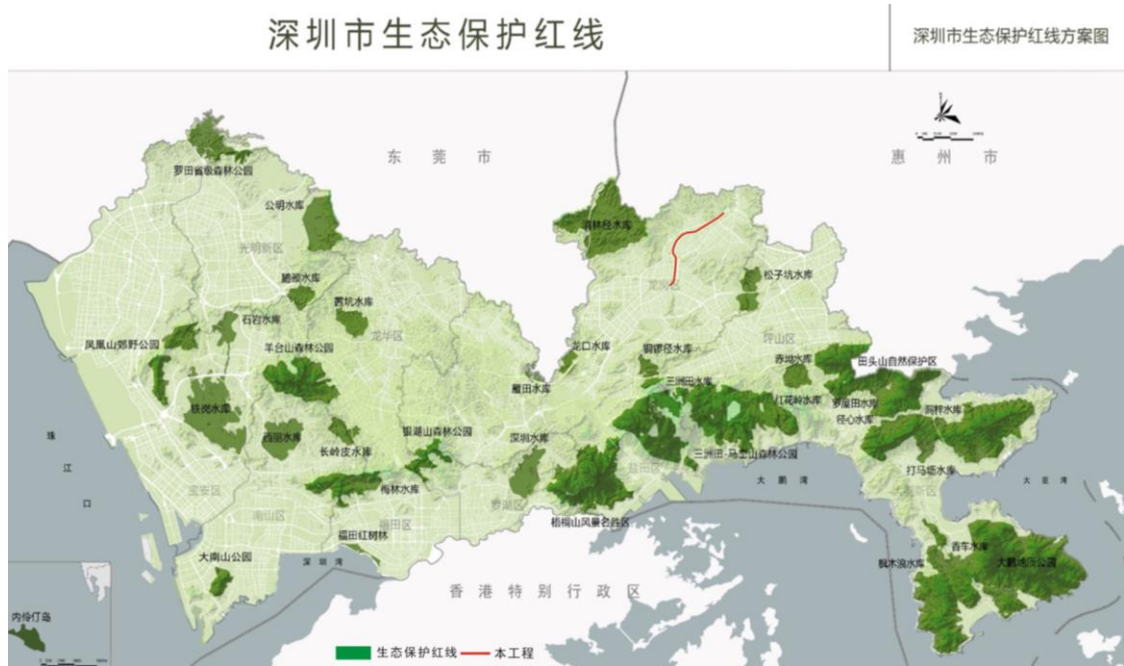 深圳市生态保护红线
深圳市生态保护红线方案图
东莞市
惠州市
罗田省级森林公园
公明水库
清林径水库
光明新区
鹅颈水库
松子坑水库
龙岗区
茜坑水库
石岩水库
龙华区
坪山区
凤凰山郊野公园
羊台山森林公园
龙口水库
铜锣径水库
赤坳水库
田头山自然保护区
雁田水库
三洲田水库
红花岭水库
罗屋田水库
洞梓水库
铁岗水库
径心水库
西丽水库
银湖山森林公园
深圳水库
长岭皮水库
三洲田-马峦山森林公园
珠江口
盐田区
打马坜水库
大鹏湾
大亚湾
宝安区
梅林水库
罗湖区
南山区
福田区
梧桐山风景名胜区
福田红树林
大南山公园
深圳湾
香车水库
枫木浪水库
大鹏地质公园
香港特别行政区
内伶仃岛
生态保护红线
本工程